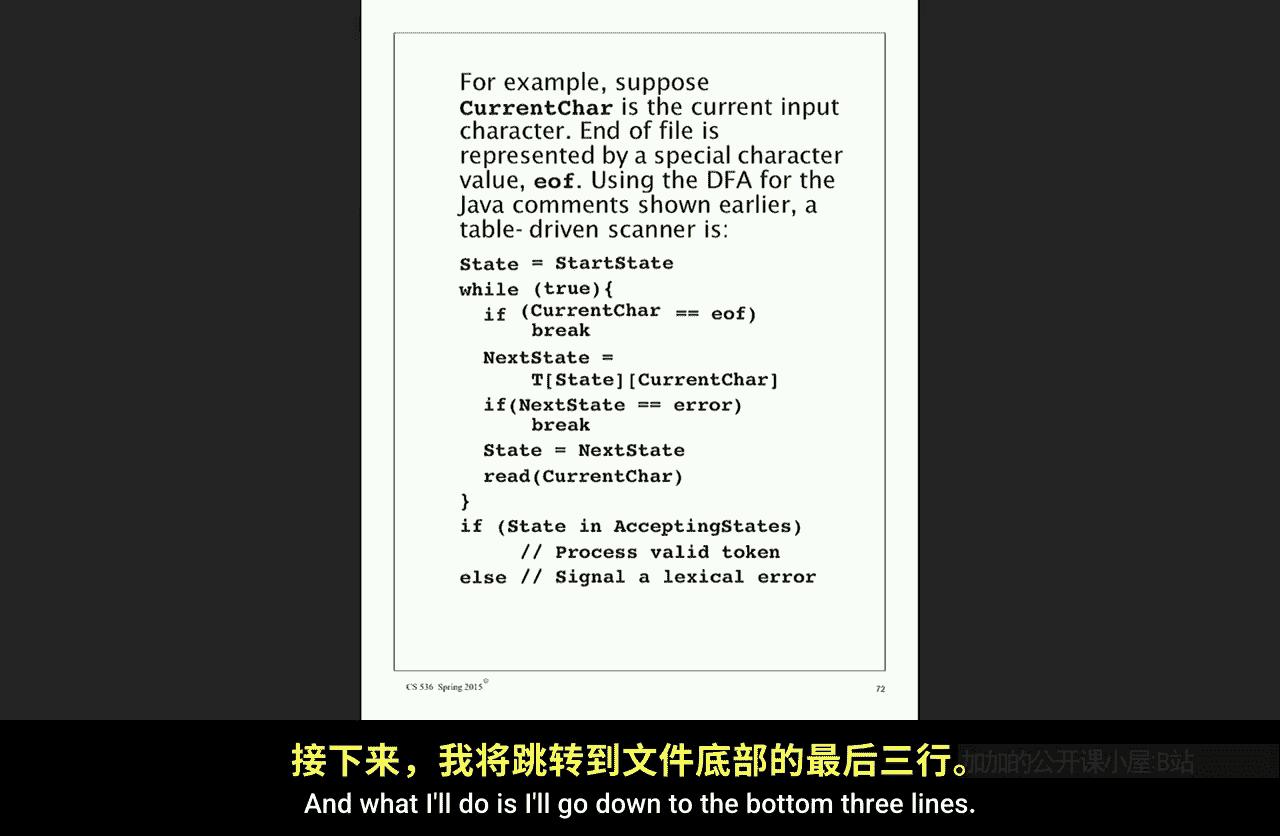 For example, suppose
CurrentChar is the current input
character. End of file is
represented by a special character
value, eof. Using the DFA for the
Java comments shown earlier, a
table- driven scanner is:
State = StartState
while (true){
if (CurrentChar == eof)
break
NextState =
T[State][CurrentChar]
if(NextState == error)
break
State = NextState
read(CurrentChar)
}
if (State in AcceptingStates)
// Process valid token
else // Signal a lexical error
CS 536 Spring 2015©
72
接下来，我将跳转到文件底部的最后三行。
加加的公开课小屋:B站
And what I'll do is I'll go down to the bottom three lines.